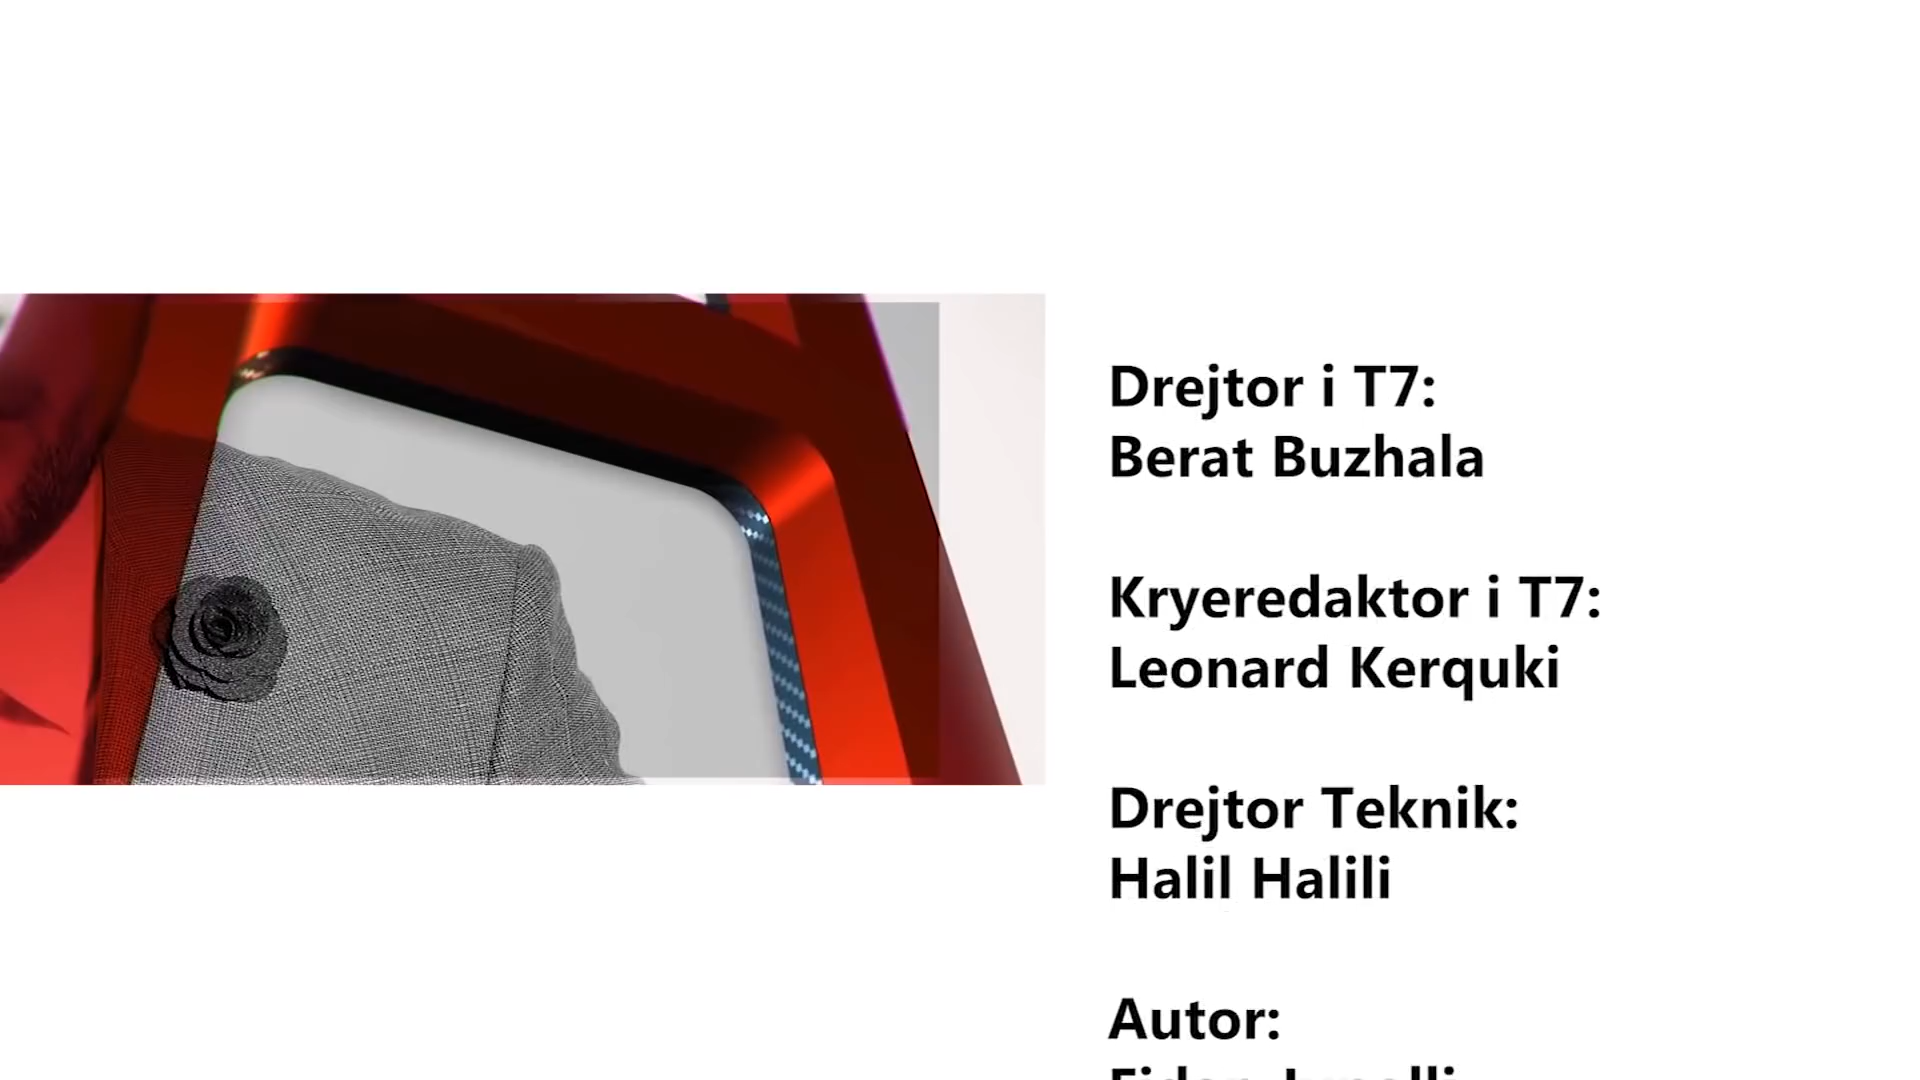 Drejtor i T7:
Berat Buzhala
Kryeredaktor i T7:
Leonard Kerquki
Drejtor Teknik:
Halil Halili
Autor: